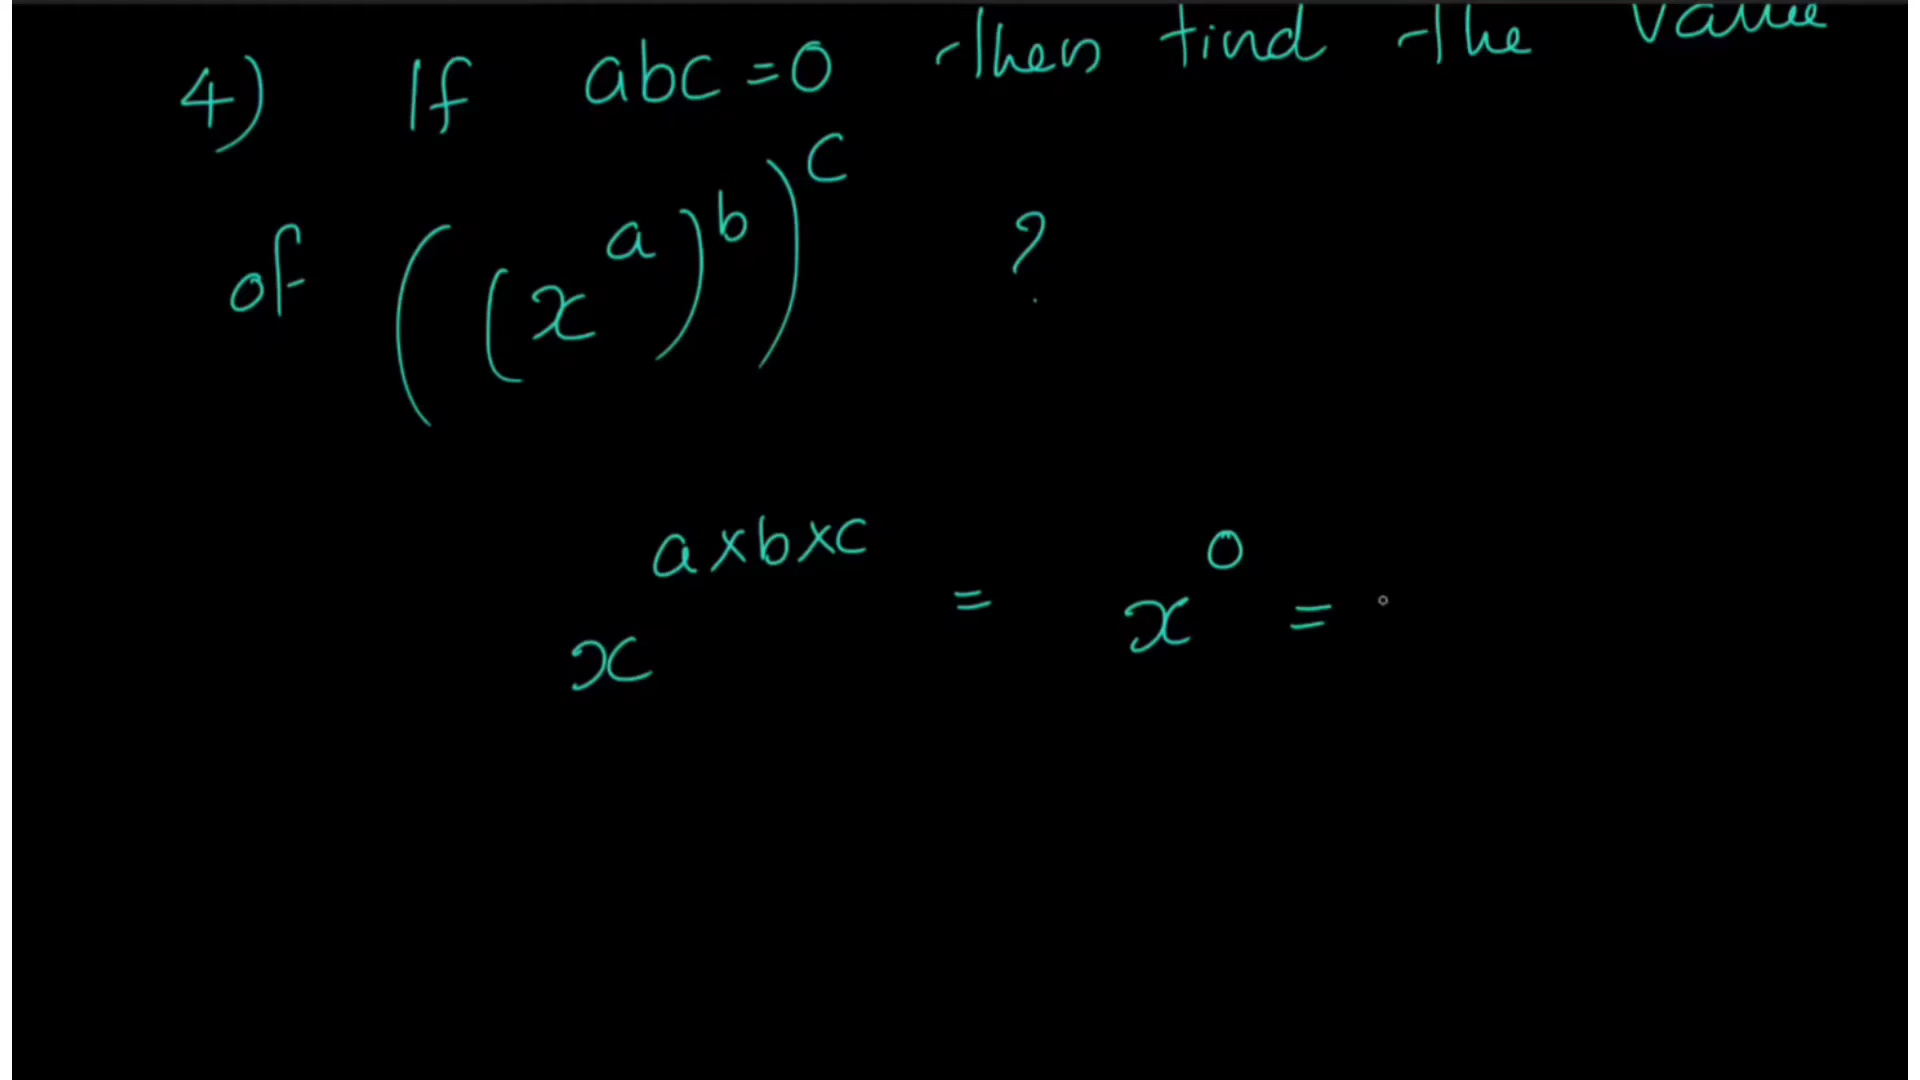 4) If abc=0 then find the value
of ((x^a)^b)^c ?
x^(a×b×c) = x^0 =